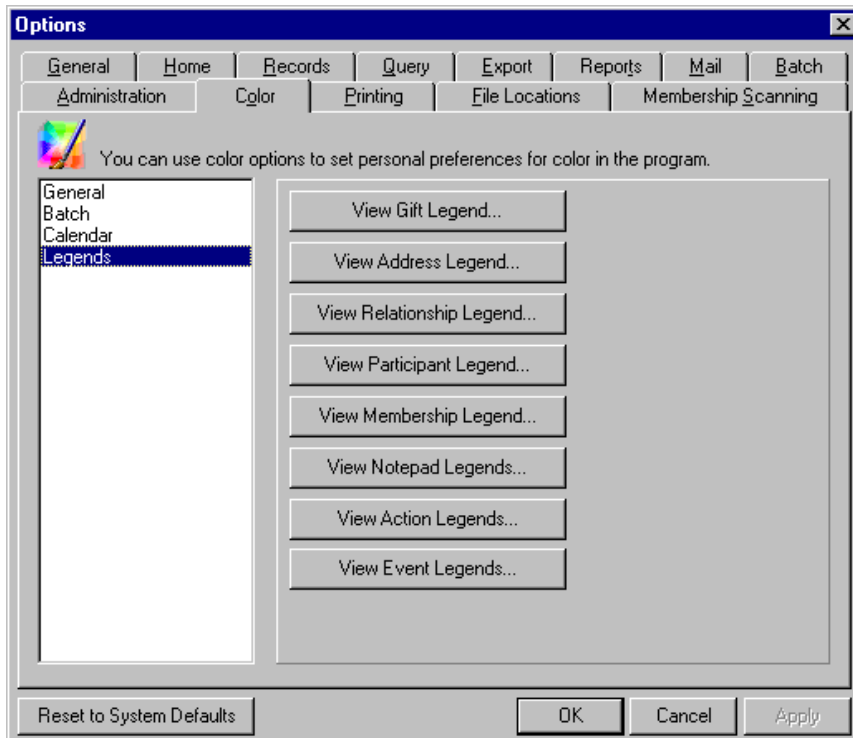 Options
General Home Records Query Export Reports Mail Batch
Administration Color Printing File Locations Membership Scanning
You can use color options to set personal preferences for color in the program.
General
Batch
Calendar
Legends
View Gift Legend...
View Address Legend...
View Relationship Legend...
View Participant Legend...
View Membership Legend...
View Notepad Legends...
View Action Legends...
View Event Legends...
Reset to System Defaults OK Cancel Apply